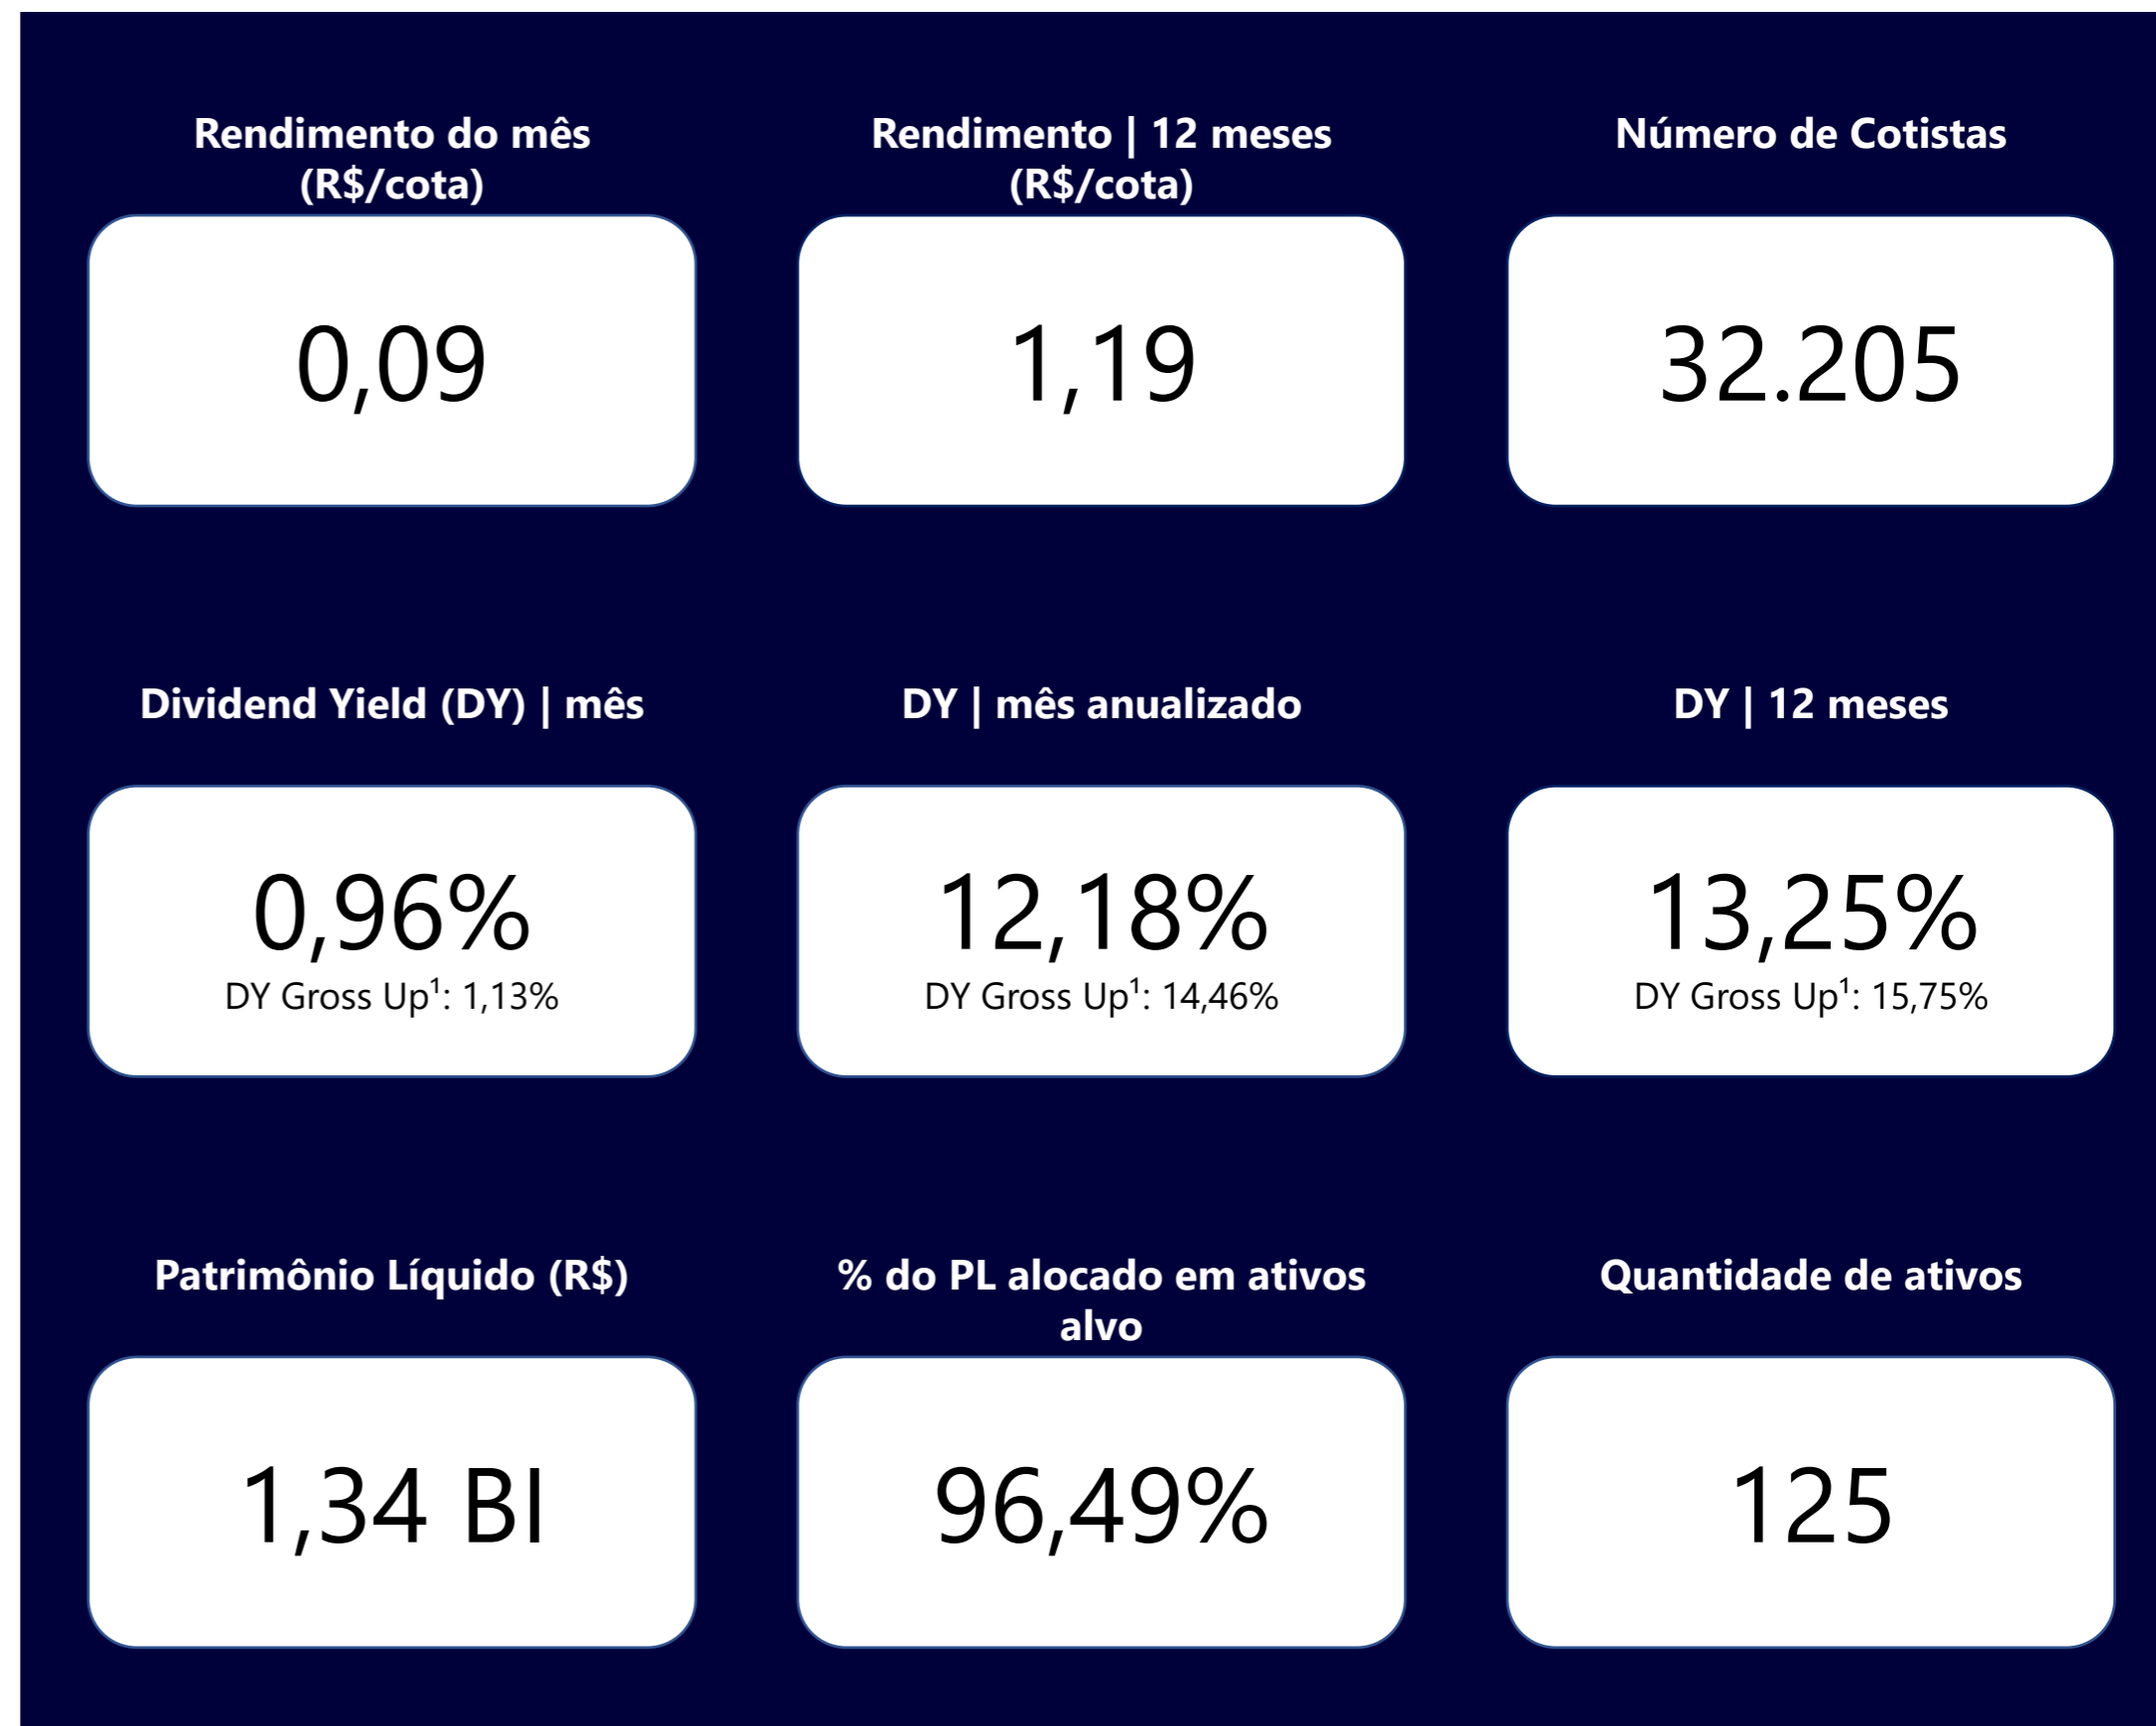 Rendimento do mês
(R$/cota)
0,09
Rendimento | 12 meses
(R$/cota)
1,19
Número de Cotistas
32.205
Dividend Yield (DY) | mês
0,96%
DY Gross Up¹: 1,13%
DY | mês anualizado
12,18%
DY Gross Up¹: 14,46%
DY | 12 meses
13,25%
DY Gross Up¹: 15,75%
Patrimônio Líquido (R$)
1,34 BI
% do PL alocado em ativos
alvo
96,49%
Quantidade de ativos
125